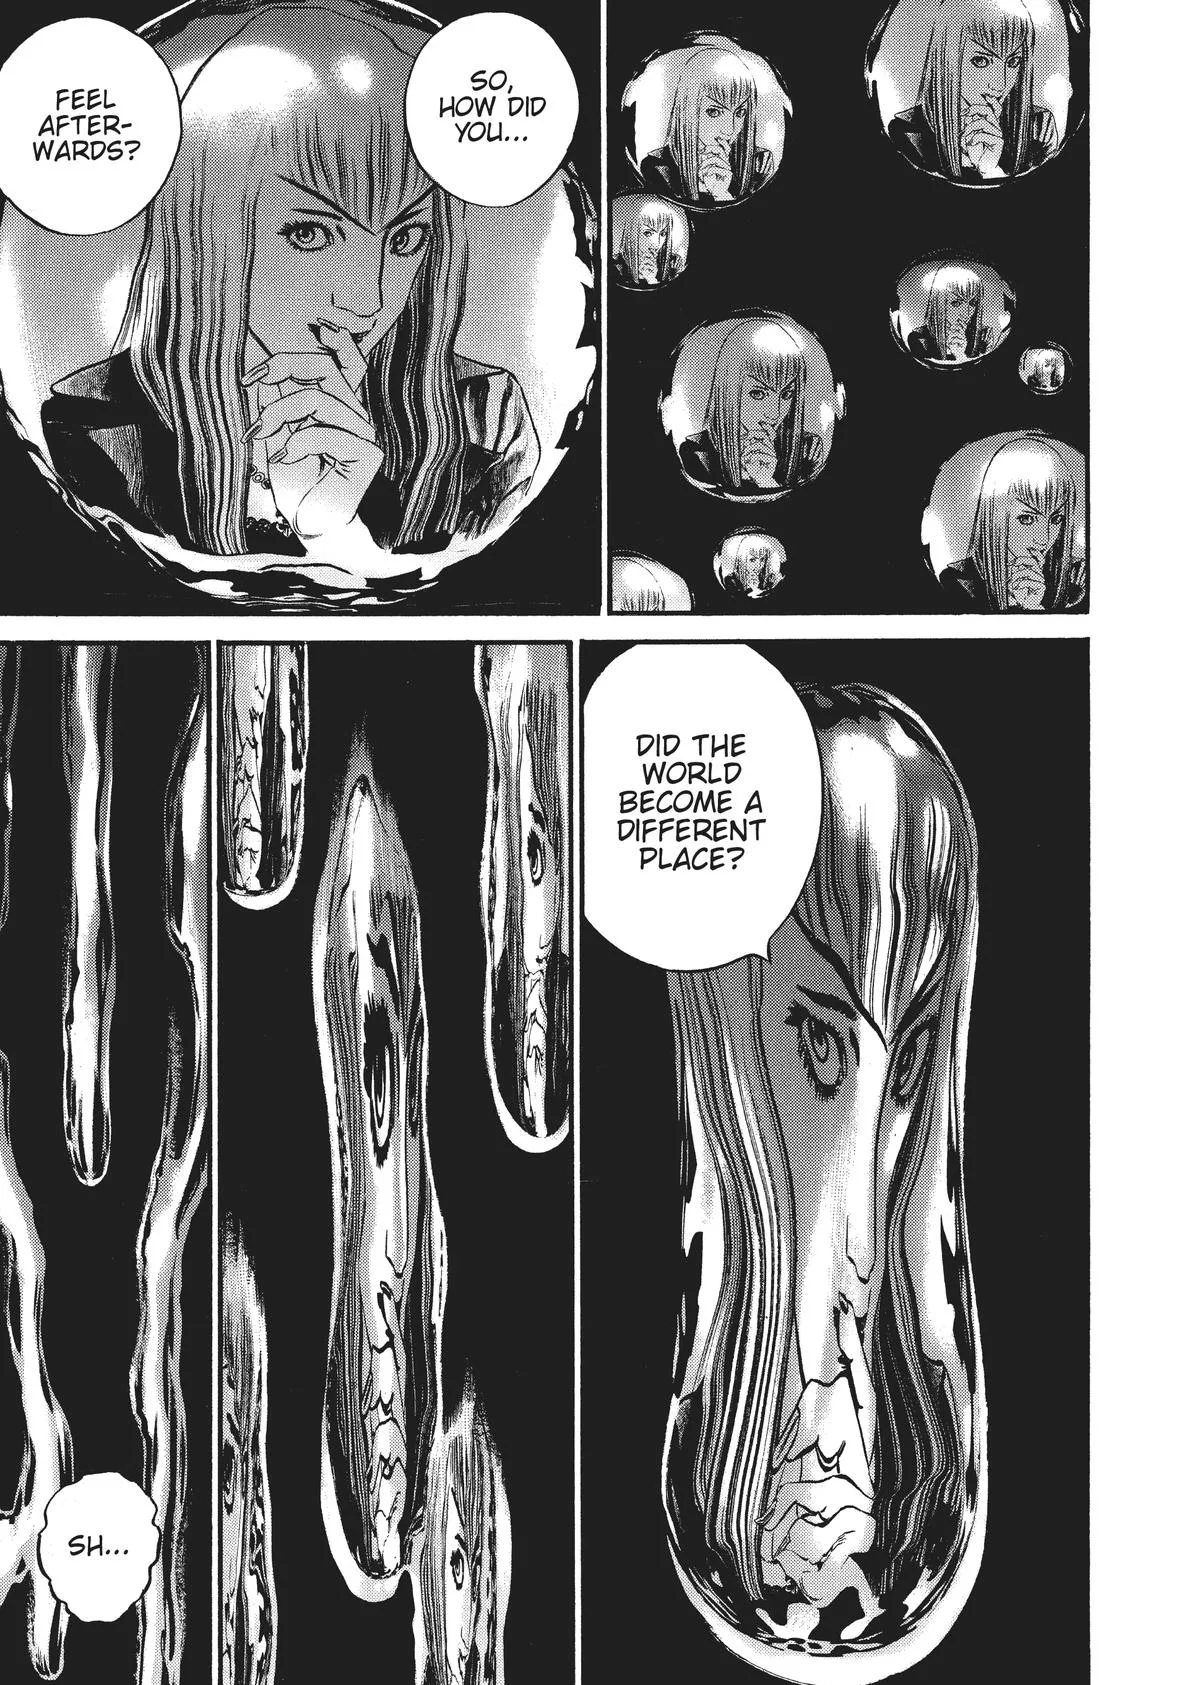 SO,
HOW DID
YOU...
FEEL
AFTER-
WARDS?
DID THE
WORLD
BECOME A
DIFFERENT
PLACE?
SH...